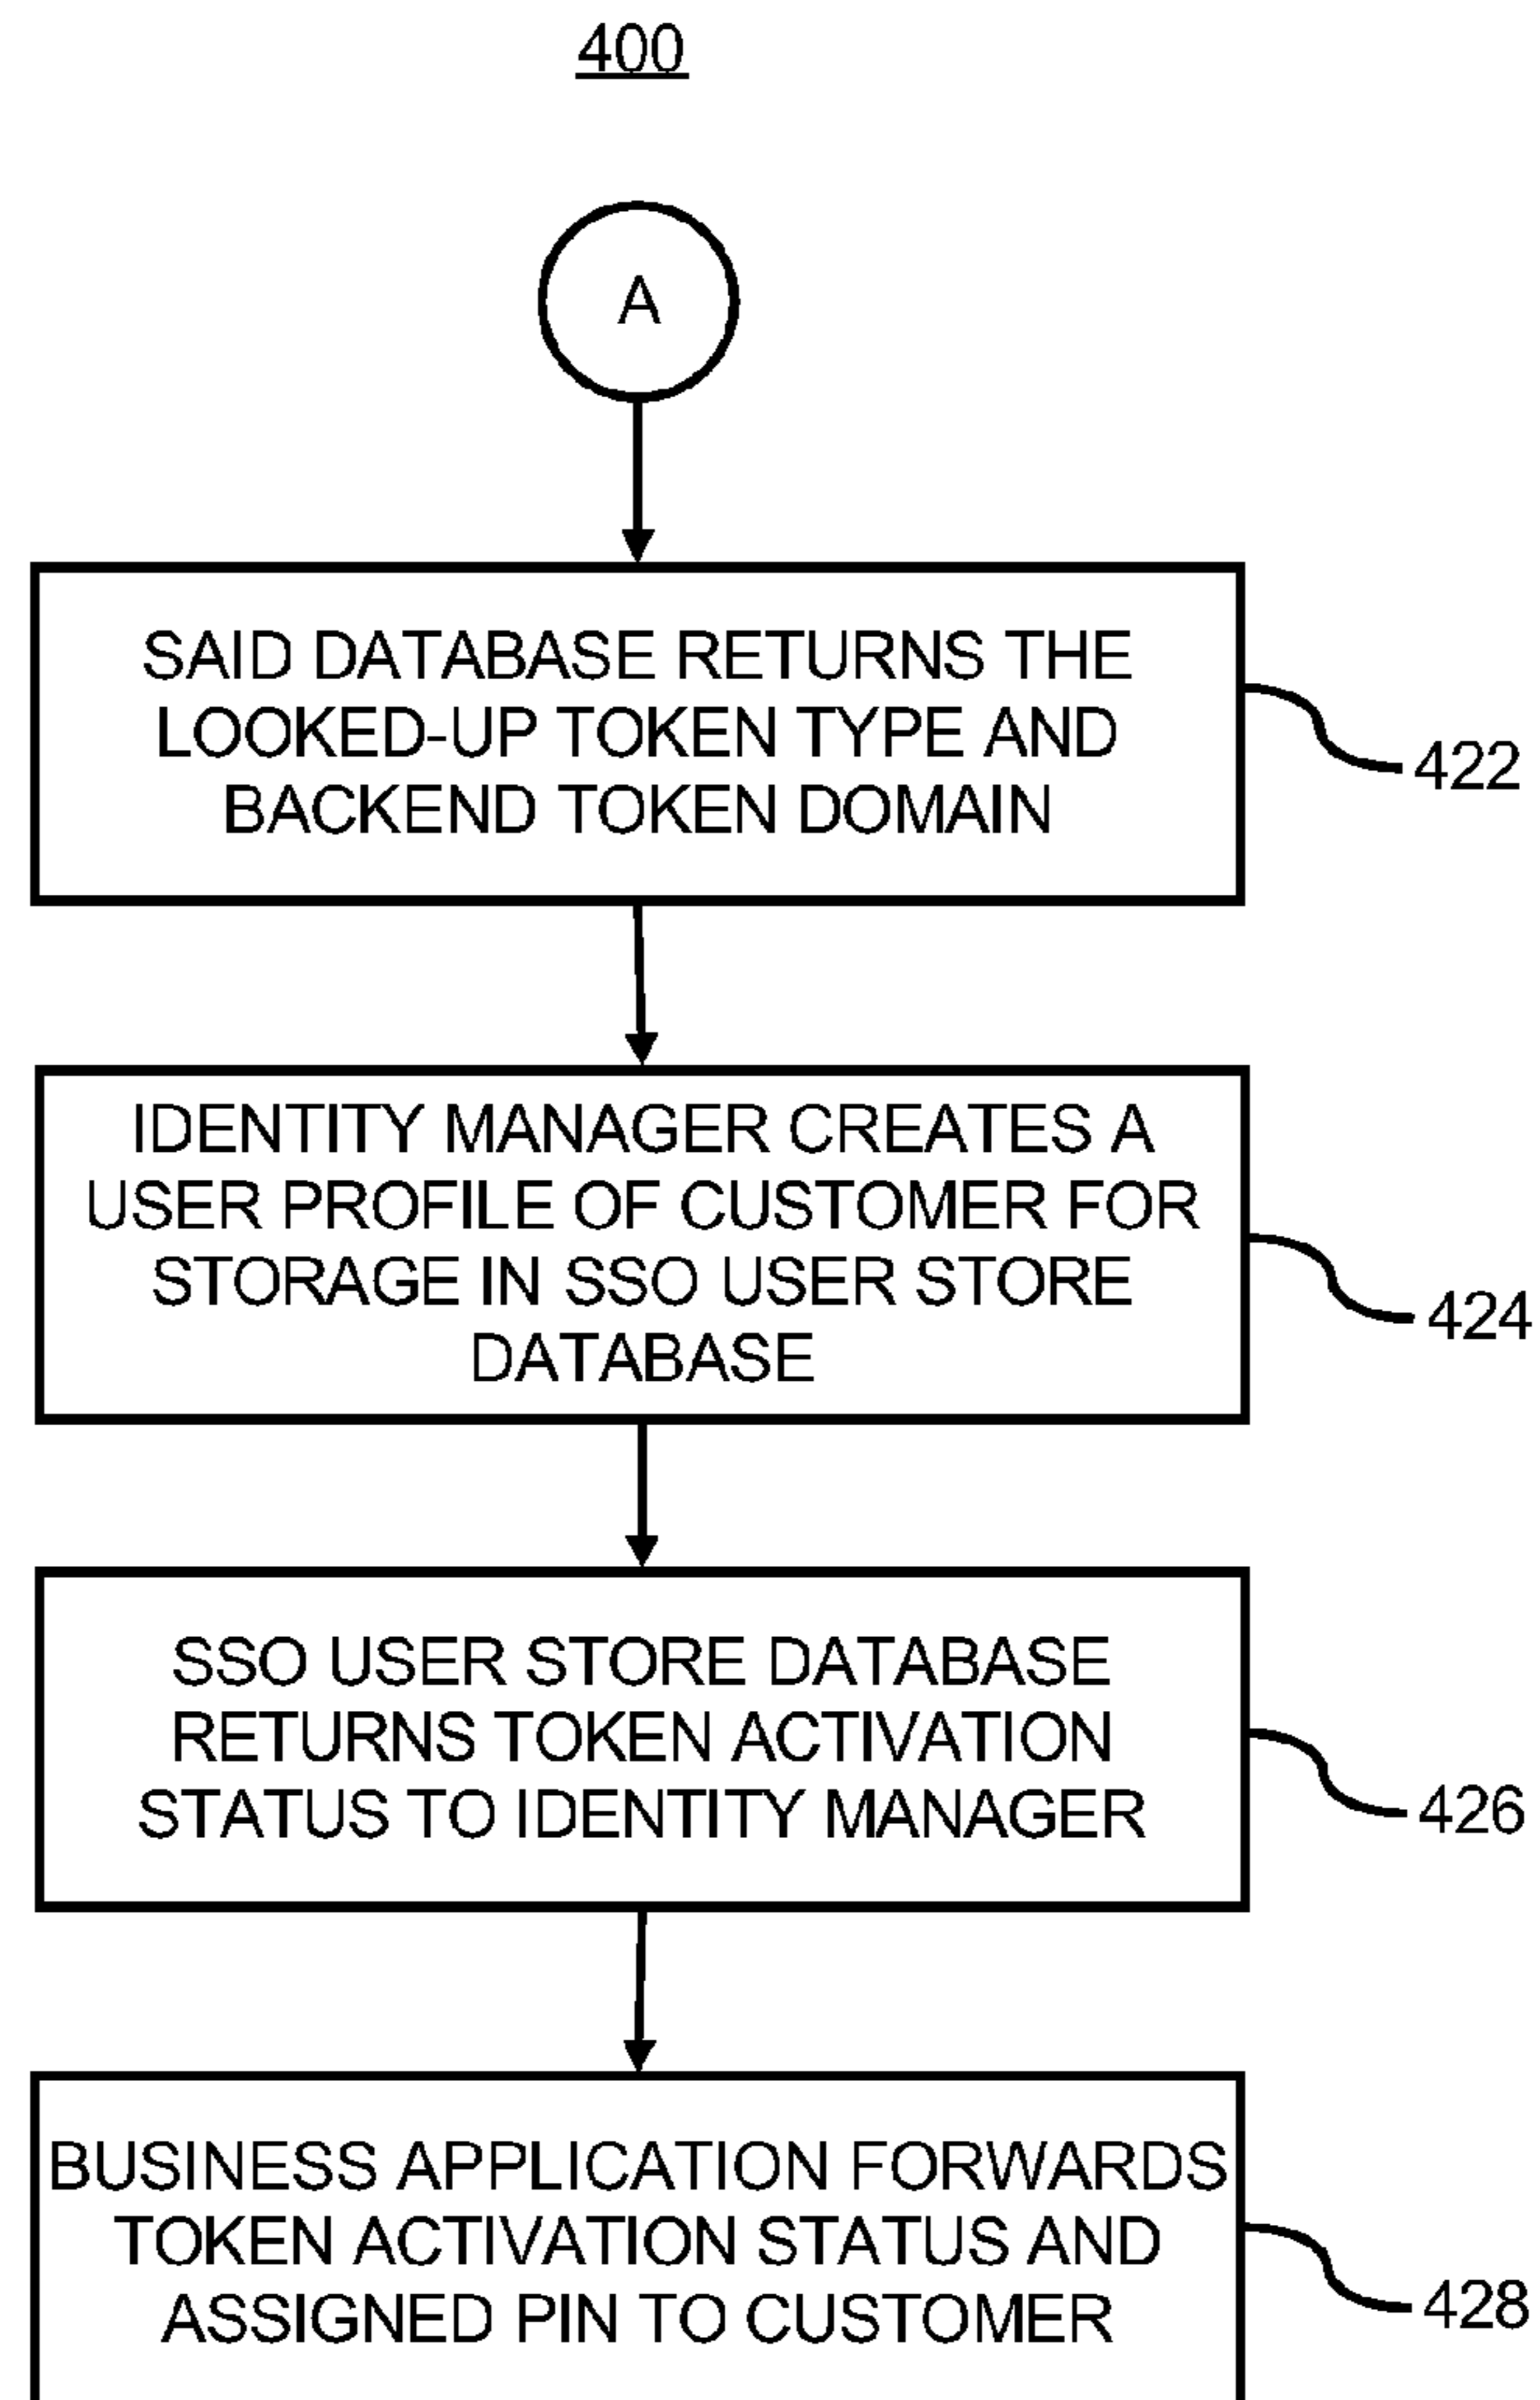 400
A
SAID DATABASE RETURNS THE
LOOKED-UP TOKEN TYPE AND
BACKEND TOKEN DOMAIN
422
IDENTITY MANAGER CREATES A
USER PROFILE OF CUSTOMER FOR
STORAGE IN SSO USER STORE
DATABASE
424
SSO USER STORE DATABASE
RETURNS TOKEN ACTIVATION
STATUS TO IDENTITY MANAGER
426
BUSINESS APPLICATION FORWARDS
TOKEN ACTIVATION STATUS AND
ASSIGNED PIN TO CUSTOMER
428